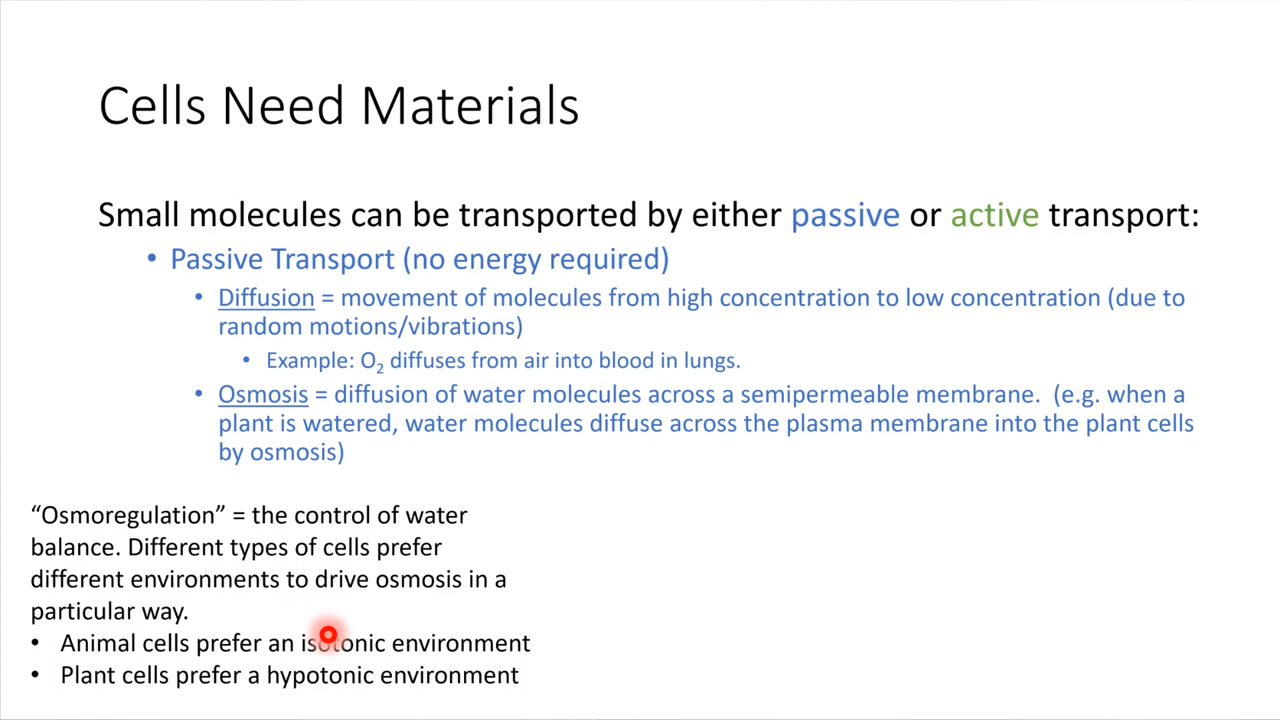 Cells Need Materials
Small molecules can be transported by either passive or active transport:
• Passive Transport (no energy required)
• Diffusion = movement of molecules from high concentration to low concentration (due to
random motions/vibrations)
• Example: O₂ diffuses from air into blood in lungs.
• Osmosis = diffusion of water molecules across a semipermeable membrane. (e.g. when a
plant is watered, water molecules diffuse across the plasma membrane into the plant cells
by osmosis)
“Osmoregulation” = the control of water
balance. Different types of cells prefer
different environments to drive osmosis in a
particular way.
• Animal cells prefer an isotonic environment
• Plant cells prefer a hypotonic environment